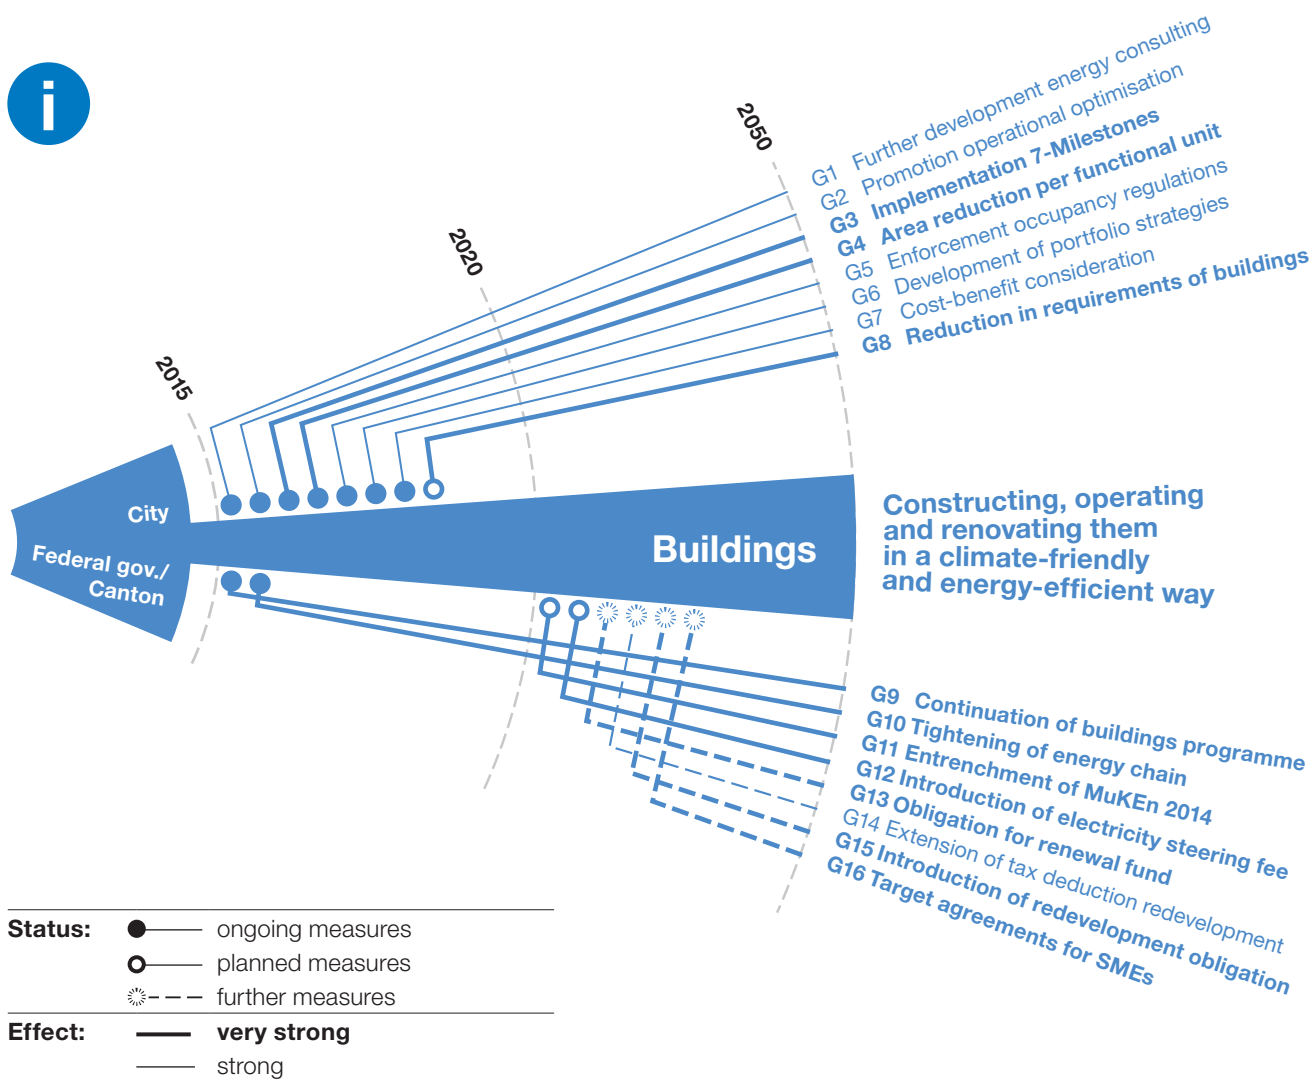 i
2015
2020
2050
G1 Further development energy consulting
G2 Promotion operational optimisation
G3 Implementation 7-Milestones
G4 Area reduction per functional unit
G5 Enforcement occupancy regulations
G6 Development of portfolio strategies
G7 Cost-benefit consideration
G8 Reduction in requirements of buildings
City
Federal gov./
Canton
Buildings
Constructing, operating
and renovating them
in a climate-friendly
and energy-efficient way
G9 Continuation of buildings programme
G10 Tightening of energy chain
G11 Entrenchment of MuKEn 2014
G12 Introduction of electricity steering fee
G13 Obligation for renewal fund
G14 Extension of tax deduction redevelopment
G15 Introduction of redevelopment obligation
G16 Target agreements for SMEs
Status: ongoing measures
planned measures
further measures
Effect: very strong
strong